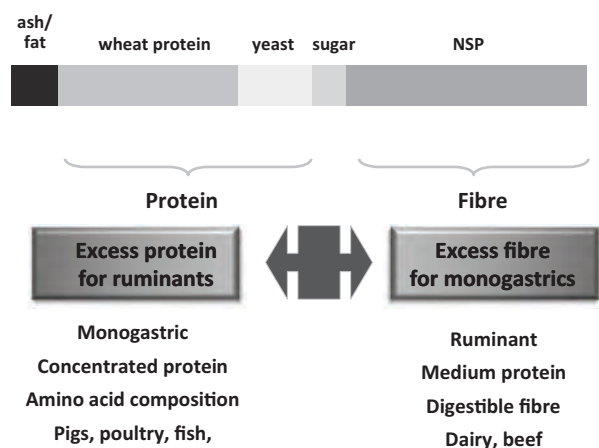 ash/
fat
wheat protein
yeast
sugar
NSP
Protein
Fibre
Excess protein
for ruminants
Excess fibre
for monogastrics
Monogastric
Concentrated protein
Amino acid composition
Pigs, poultry, fish,
Ruminant
Medium protein
Digestible fibre
Dairy, beef